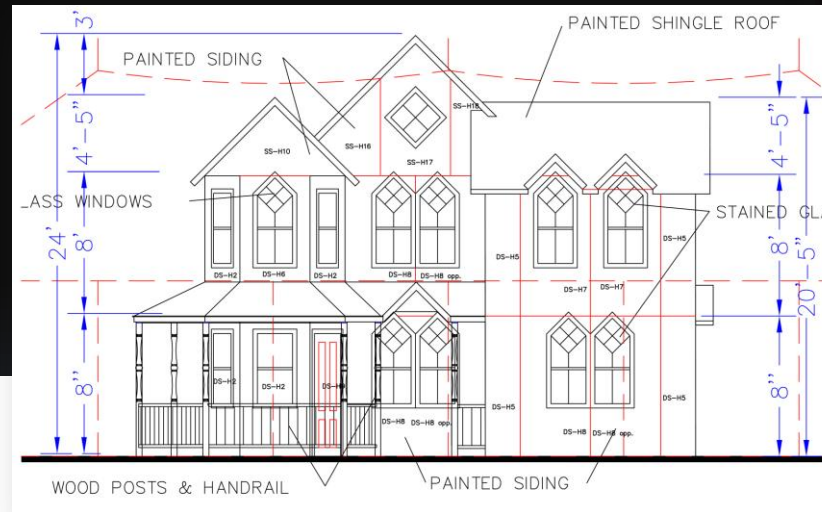 PAINTED SHINGLE ROOF
PAINTED SIDING
3'
4'-5"
8'
24'
8"
4'-5"
8'
20'-5"
8"
SS-H18
SS-H16
SS-H10
SS-H17
LASS WINDOWS
STAINED GLA
DS-H2
DS-H6
DS-H2
DS-H8
DS-H8 opp.
DS-H5
DS-H5
DS-H7
DS-H7
DS-H2
DS-H2
DS-H5
DS-H5
DS-H8
DS-H8 opp.
DS-H8
DS-H8 opp.
WOOD POSTS & HANDRAIL
PAINTED SIDING